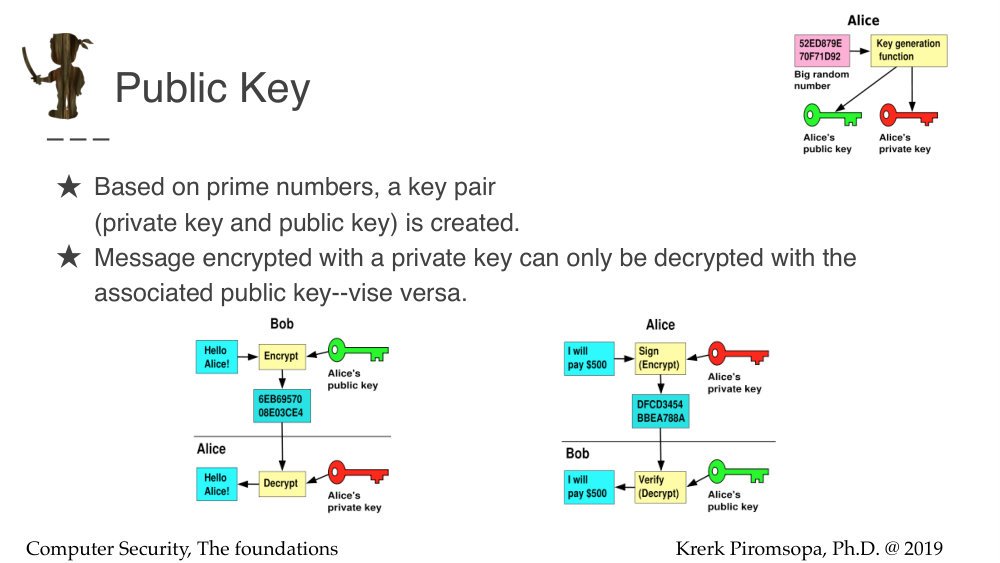 Alice
52ED879E
70F71D92
Key generation
function
Big random
number
Alice's
public key
Alice's
private key
Public Key
★ Based on prime numbers, a key pair
(private key and public key) is created.
★ Message encrypted with a private key can only be decrypted with the
associated public key--vise versa.
Bob
Hello
Alice!
Encrypt
Alice's
public key
6EB69570
08E03CE4
Alice
Hello
Alice!
Decrypt
Alice's
private key
Alice
I will
pay $500
Sign
(Encrypt)
Alice's
private key
DFCD3454
BBEA788A
Bob
I will
pay $500
Verify
(Decrypt)
Alice's
public key
Computer Security, The foundations
Krerk Piromsopa, Ph.D. @ 2019